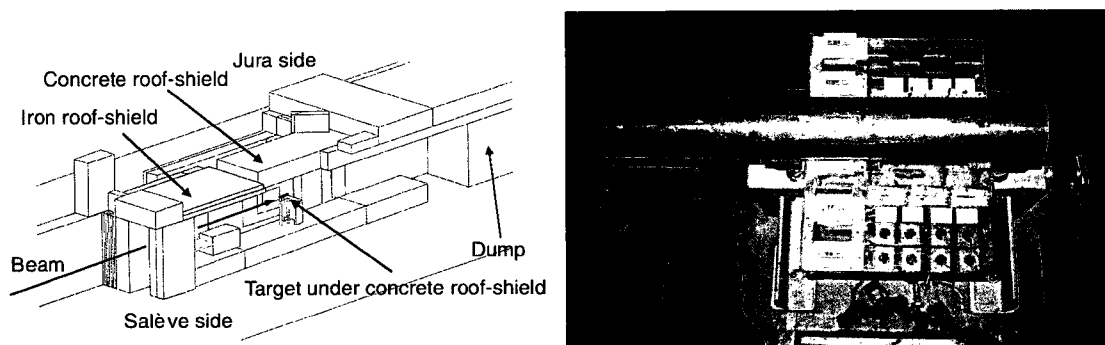 Jura side
Concrete roof-shield
Iron roof-shield
Beam
Dump
Target under concrete roof-shield
Salève side